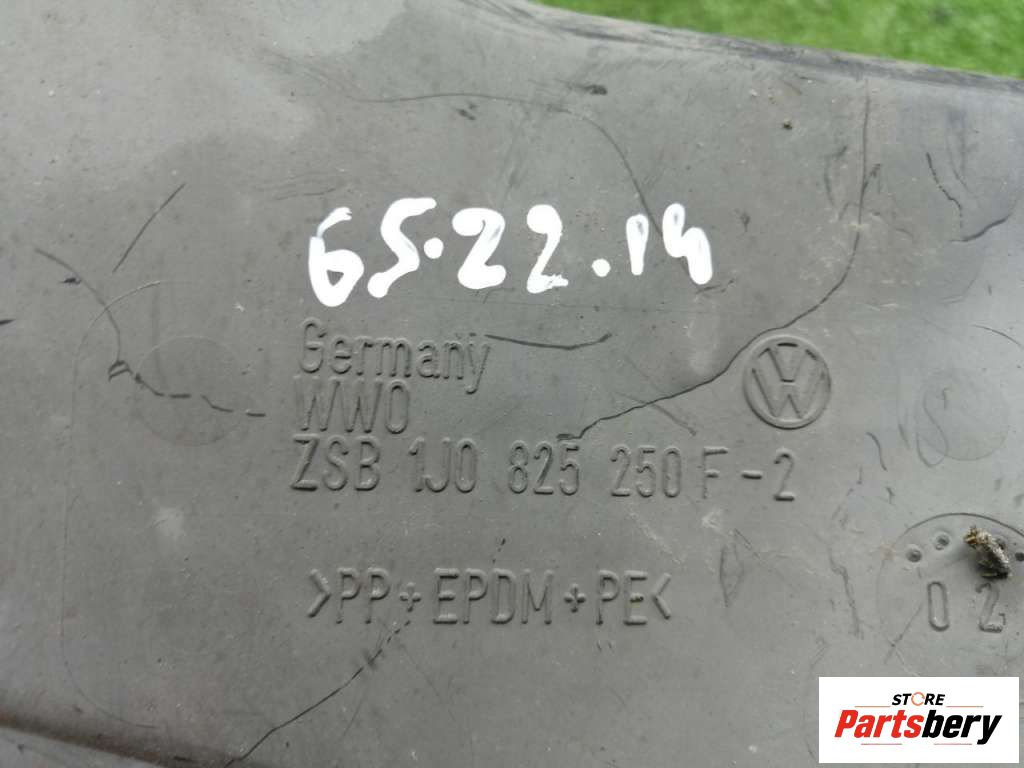 65.22.14
Germany
WWO
ZSB 1J0 825 250 F - 2
>PP+EPDM+PE<
02
STORE
Partsbery